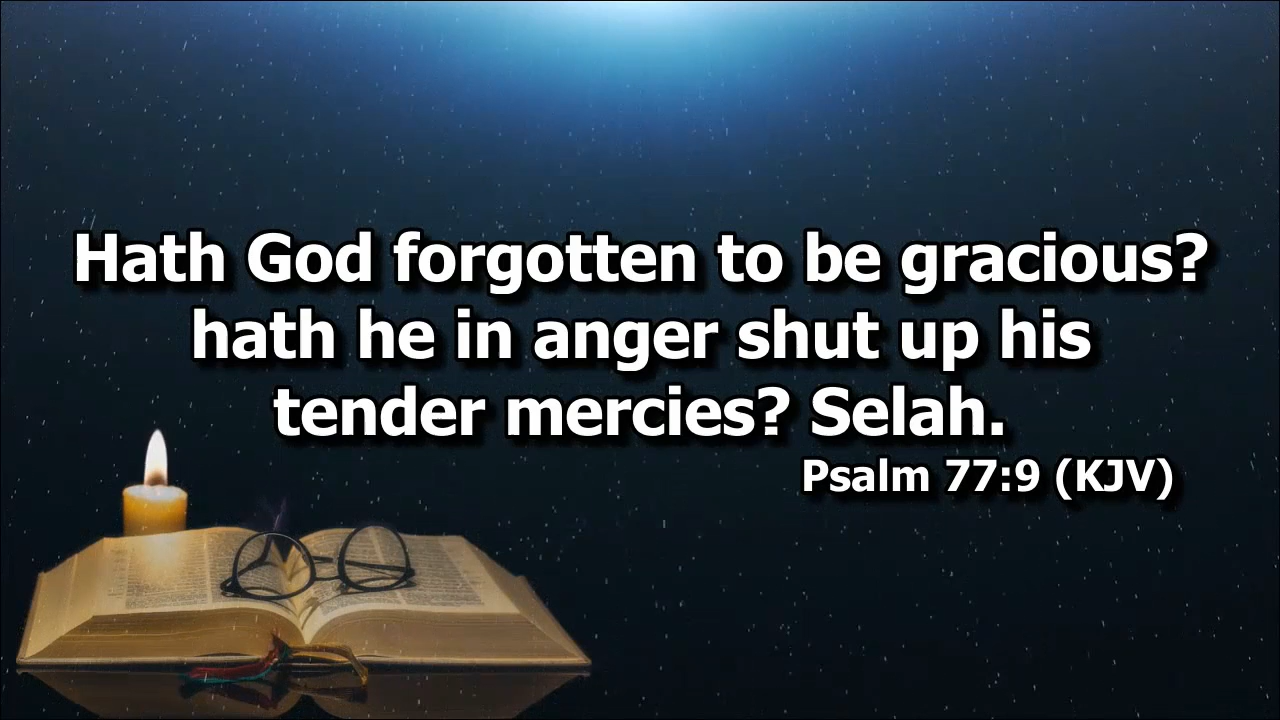 Hath God forgotten to be gracious?
hath he in anger shut up his
tender mercies? Selah.
Psalm 77:9 (KJV)